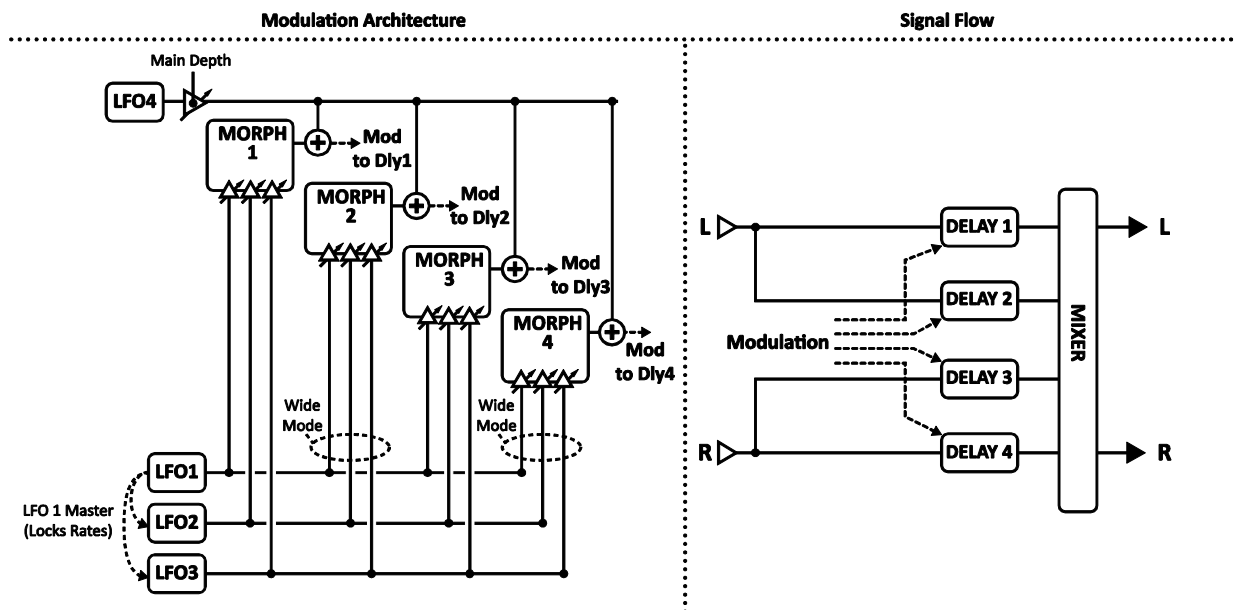 Modulation Architecture
Signal Flow
Main Depth
LFO4
MORPH
1
Mod
to Dly1
MORPH
2
Mod
to Dly2
MORPH
3
Mod
to Dly3
MORPH
4
Mod
to Dly4
Wide
Mode
Wide
Mode
LFO1
LFO 1 Master
(Locks Rates)
LFO2
LFO3
L
DELAY 1
L
DELAY 2
Modulation
MIXER
DELAY 3
R
DELAY 4
R